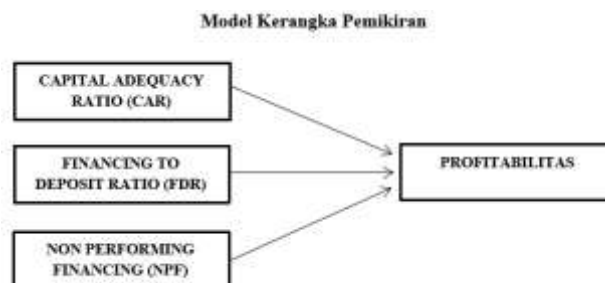 Model Kerangka Pemikiran
CAPITAL ADEQUACY
RATIO (CAR)
FINANCING TO
DEPOSIT RATIO (FDR)
PROFITABILITAS
NON PERFORMING
FINANCING (NPF)